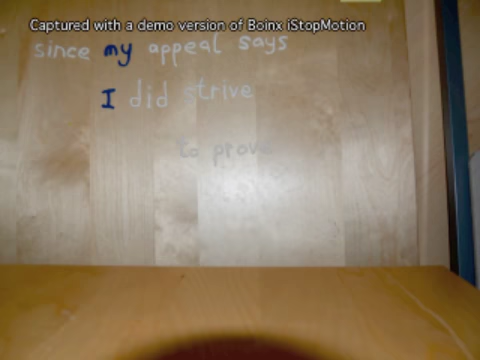 Captured with a demo version of Boinx iStopMotion
since my appeal says
I did strive
to prove